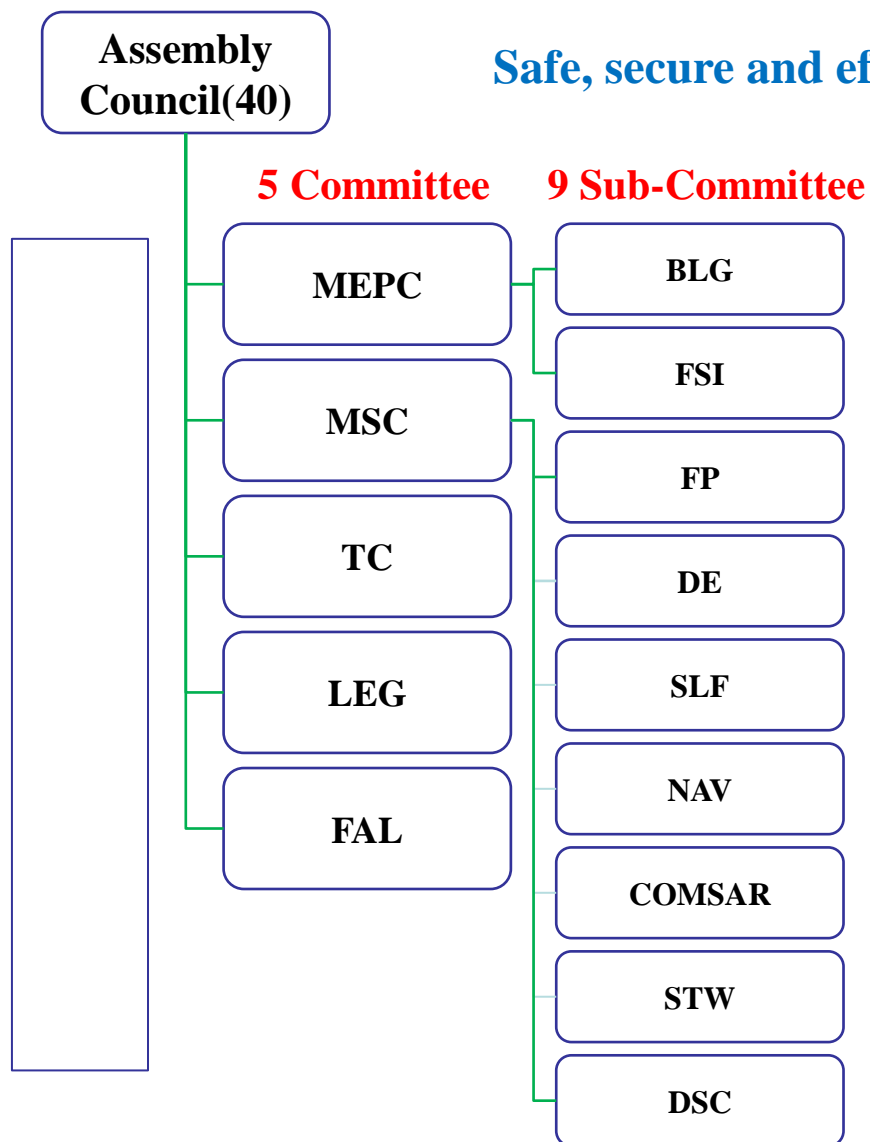 Assembly
Council(40)
Safe, secure and
5 Committee
9 Sub-Committee
MEPC
MSC
TC
LEG
FAL
BLG
FSI
FP
DE
SLF
NAV
COMSAR
STW
DSC